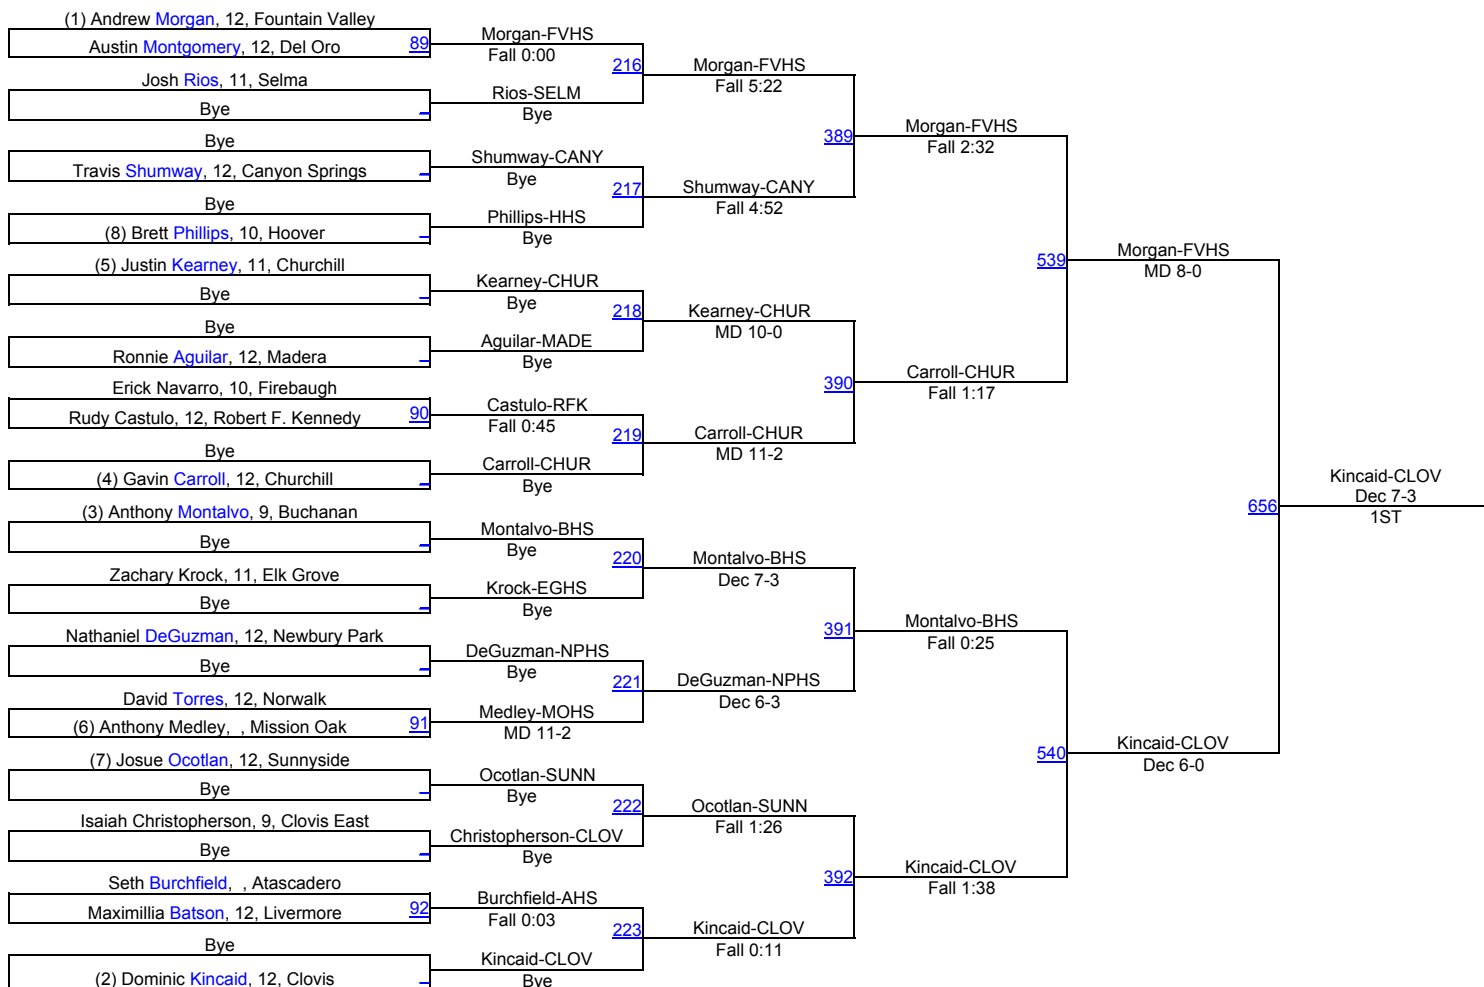 (1) Andrew Morgan, 12, Fountain Valley
Austin Montgomery, 12, Del Oro
89
Josh Rios, 11, Selma
Bye
Bye
Travis Shumway, 12, Canyon Springs
Bye
(8) Brett Phillips, 10, Hoover
(5) Justin Kearney, 11, Churchill
Bye
Bye
Ronnie Aguilar, 12, Madera
Erick Navarro, 10, Firebaugh
Rudy Castulo, 12, Robert F. Kennedy
90
Bye
(4) Gavin Carroll, 12, Churchill
(3) Anthony Montalvo, 9, Buchanan
Bye
Zachary Krock, 11, Elk Grove
Bye
Nathaniel DeGuzman, 12, Newbury Park
Bye
David Torres, 12, Norwalk
(6) Anthony Medley, , Mission Oak
91
(7) Josue Ocotlan, 12, Sunnyside
Bye
Isaiah Christopherson, 9, Clovis East
Bye
Seth Burchfield, , Atascadero
Maximillia Batson, 12, Livermore
92
Bye
(2) Dominic Kincaid, 12, Clovis
Morgan-FVHS
Fall 0:00
216
Rios-SELM
Bye
Shumway-CANY
Bye
217
Phillips-HHS
Bye
Kearney-CHUR
Bye
218
Aguilar-MADE
Bye
Castulo-RFK
Fall 0:45
219
Carroll-CHUR
Bye
Montalvo-BHS
Bye
220
Krock-EGHS
Bye
DeGuzman-NPHS
Bye
221
Medley-MOHS
MD 11-2
Ocotlan-SUNN
Bye
222
Christopherson-CLOV
Bye
Burchfield-AHS
Fall 0:03
223
Kincaid-CLOV
Bye
Morgan-FVHS
Fall 5:22
389
Shumway-CANY
Fall 4:52
Kearney-CHUR
MD 10-0
390
Carroll-CHUR
MD 11-2
Montalvo-BHS
Dec 7-3
391
DeGuzman-NPHS
Dec 6-3
Ocotlan-SUNN
Fall 1:26
392
Kincaid-CLOV
Fall 0:11
Morgan-FVHS
Fall 2:32
539
Carroll-CHUR
Fall 1:17
Montalvo-BHS
Fall 0:25
540
Kincaid-CLOV
Fall 1:38
Morgan-FVHS
MD 8-0
656
Kincaid-CLOV
Dec 6-0
Kincaid-CLOV
Dec 7-3
1ST